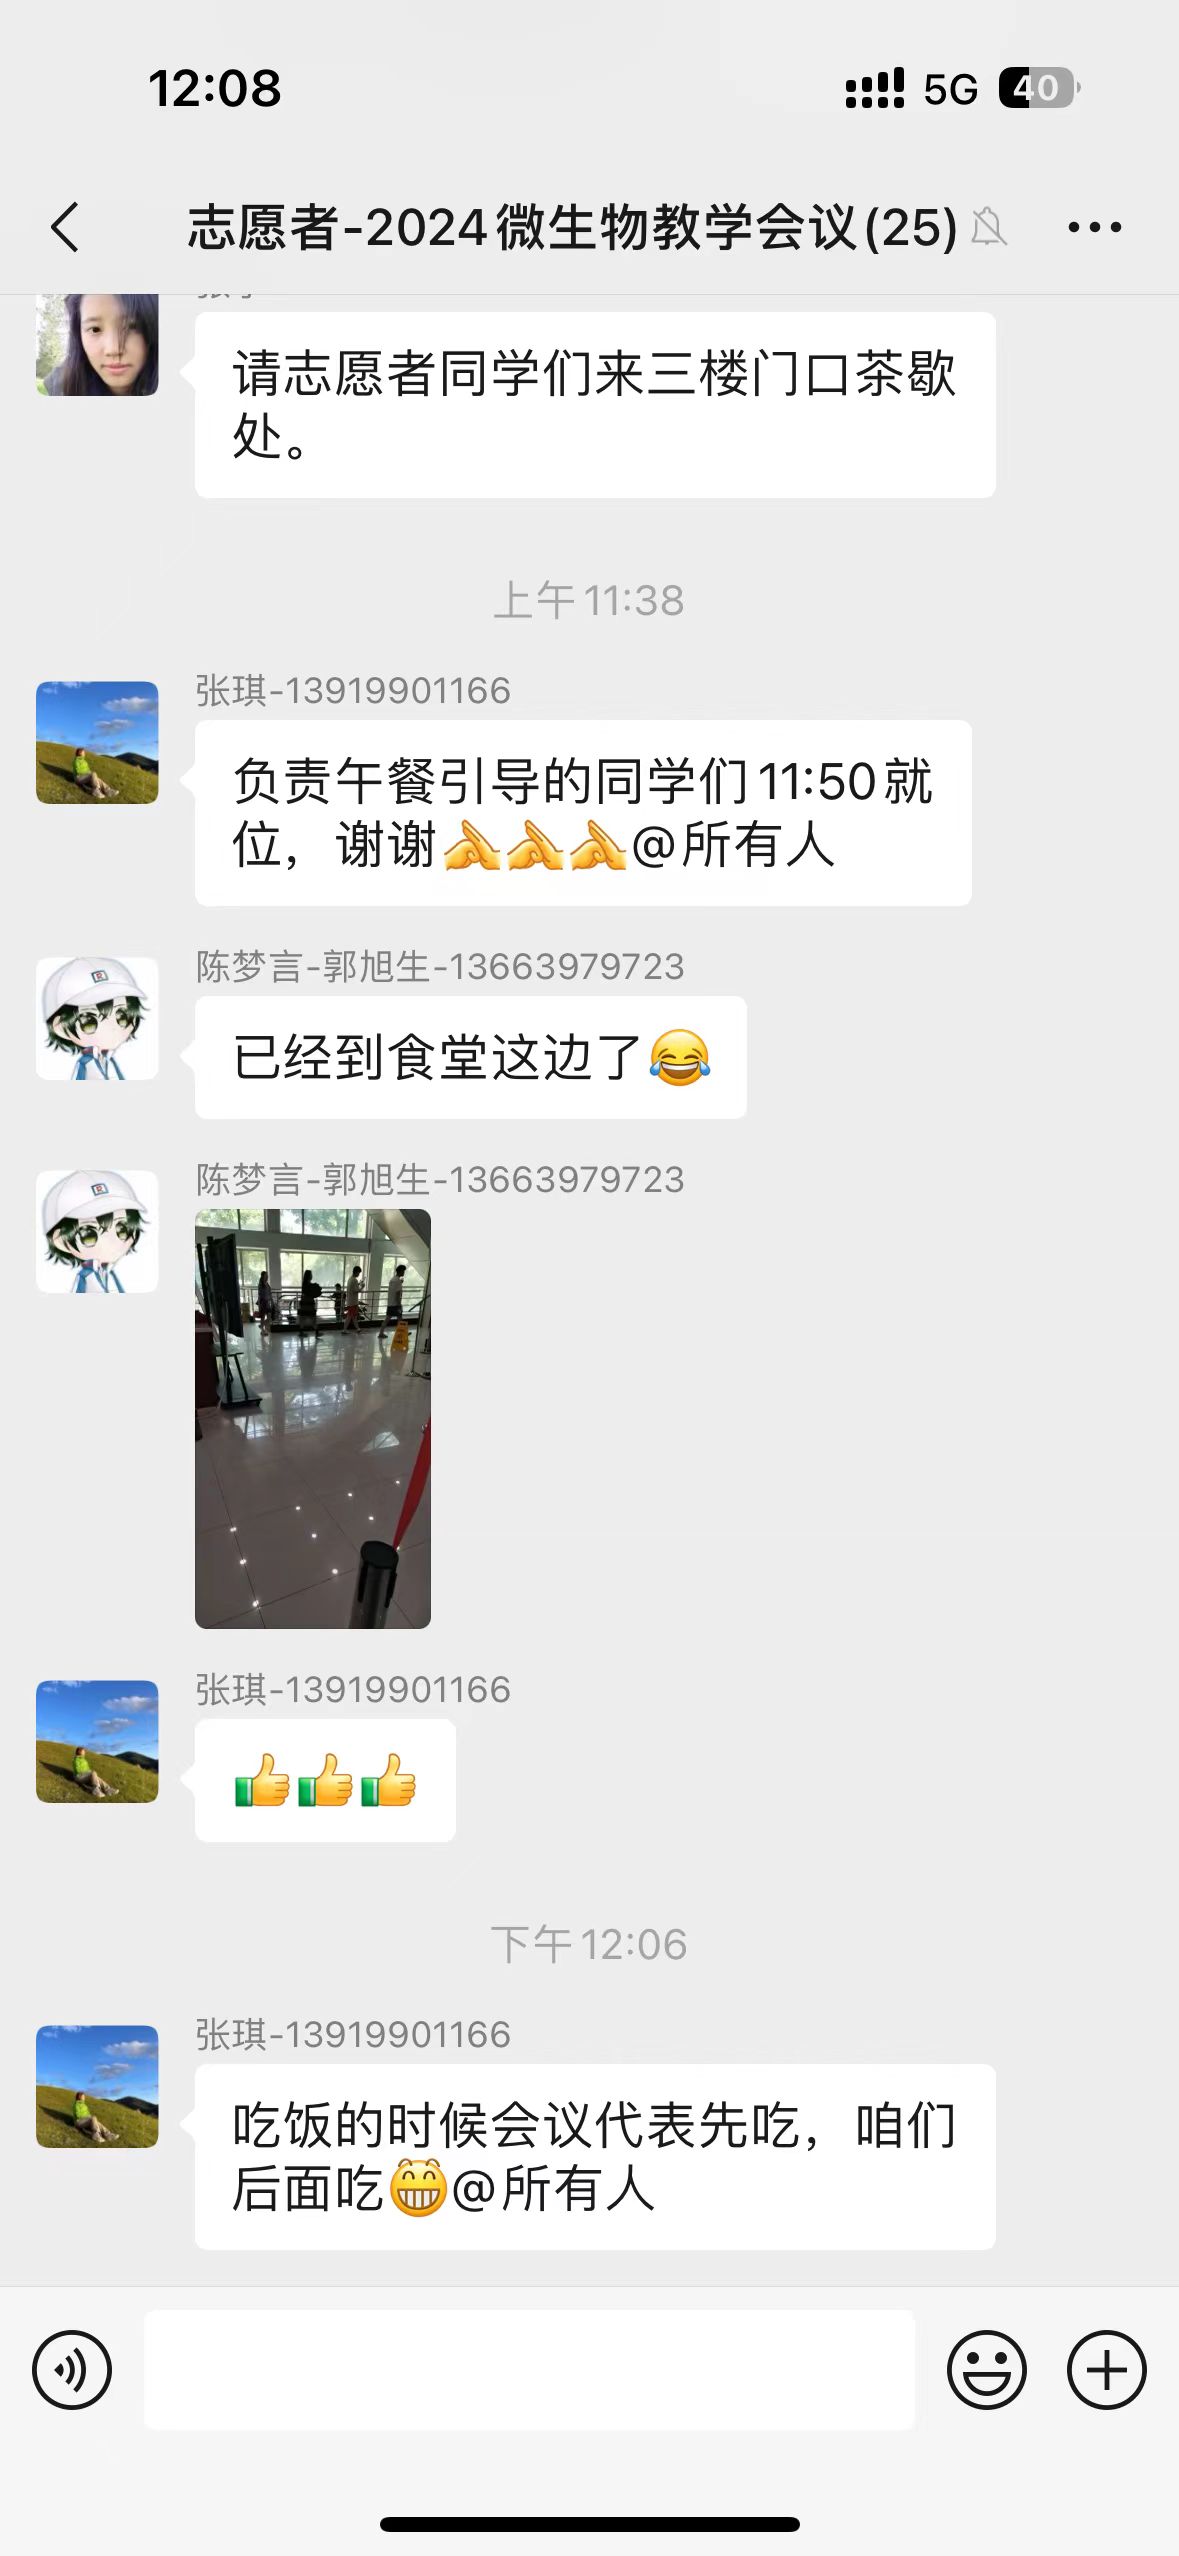 12:08
5G
40
志愿者-2024微生物教学会议(25)
请志愿者同学们来三楼门口茶歇
处。
上午11:38
张琪-13919901166
负责午餐引导的同学们11:50就
位，谢谢🫴🫴🫴@所有人
陈梦言-郭旭生-13663979723
已经到食堂这边了😂
陈梦言-郭旭生-13663979723
张琪-13919901166
👍👍👍
下午12:06
张琪-13919901166
吃饭的时候会议代表先吃，咱们
后面吃😁@所有人